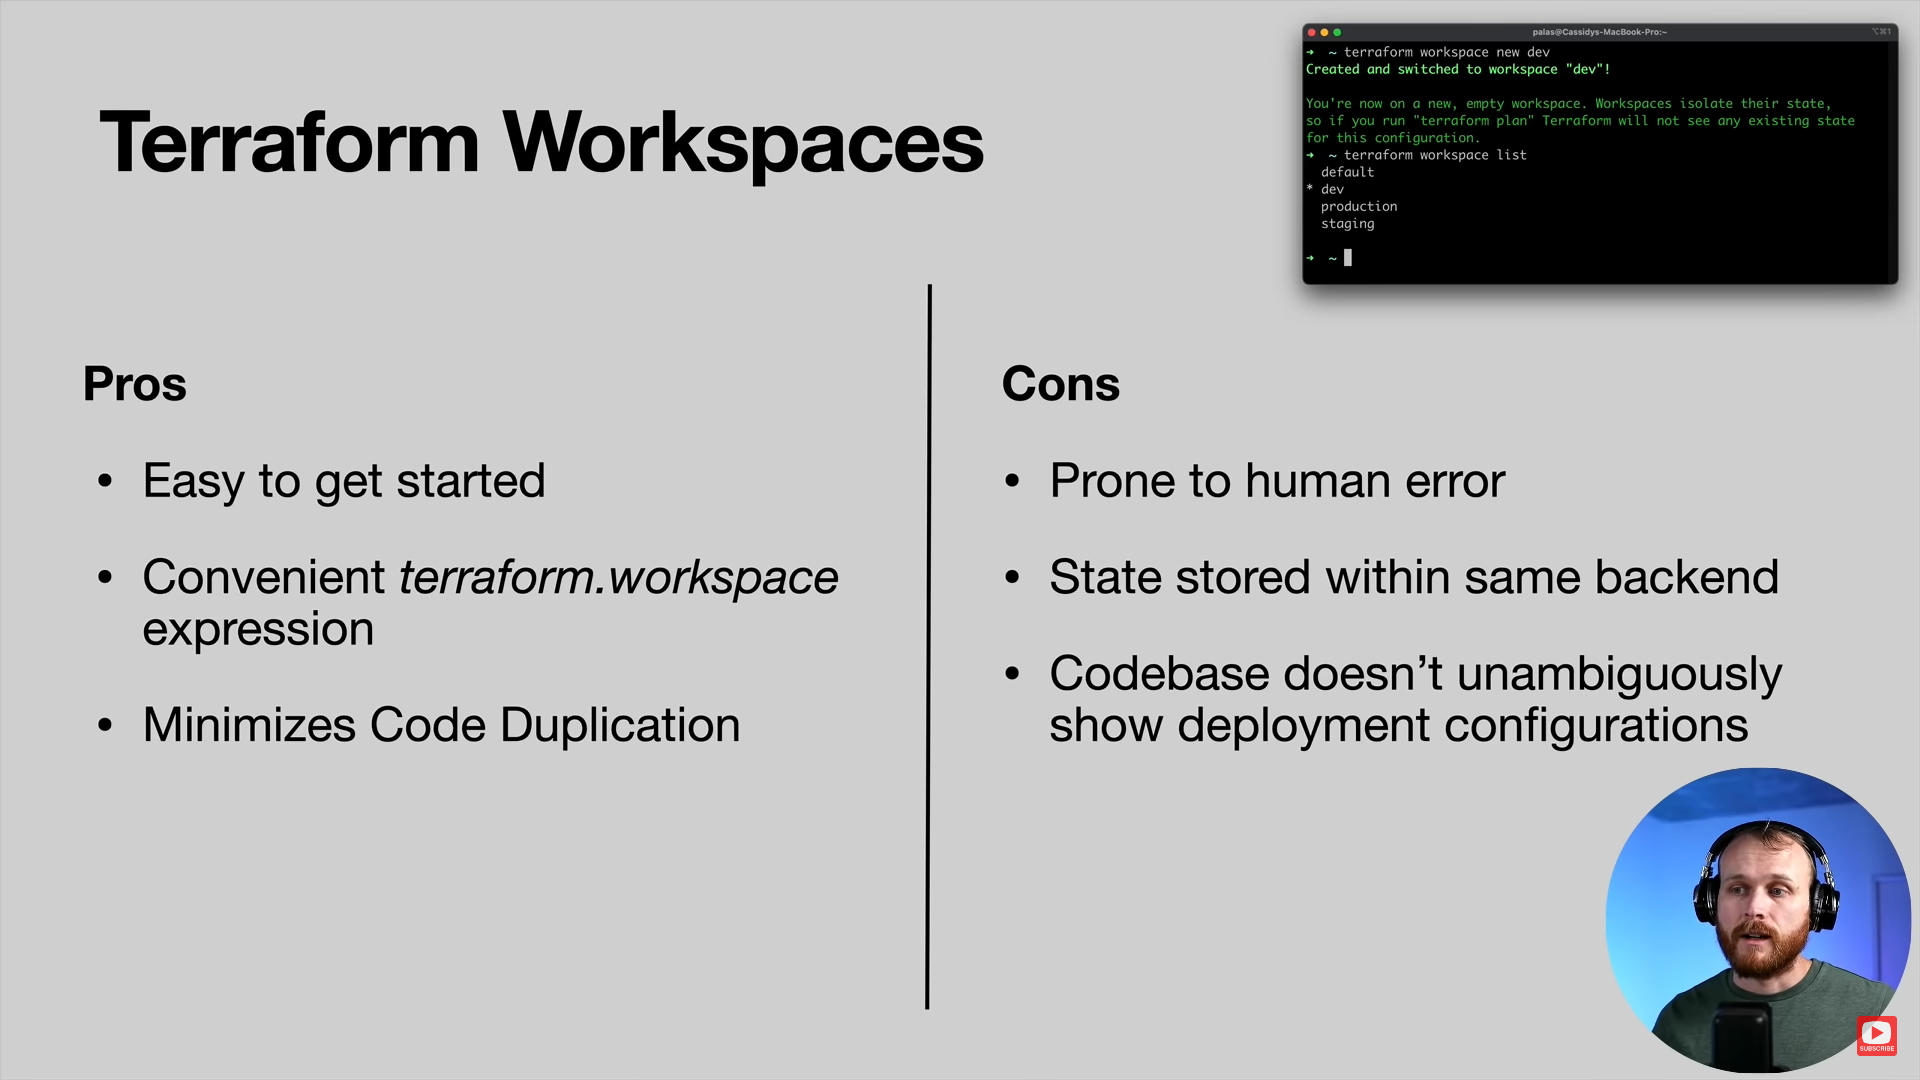 palas@Cassidys-MacBook-Pro:~
⌥⌘1
➜ ~ terraform workspace new dev
Created and switched to workspace "dev"!
You're now on a new, empty workspace. Workspaces isolate their state,
so if you run "terraform plan" Terraform will not see any existing state
for this configuration.
➜ ~ terraform workspace list
default
* dev
production
staging
➜ ~
Terraform Workspaces
Pros
• Easy to get started
• Convenient terraform.workspace
expression
• Minimizes Code Duplication
Cons
• Prone to human error
• State stored within same backend
• Codebase doesn’t unambiguously
show deployment configurations
SUBSCRIBE